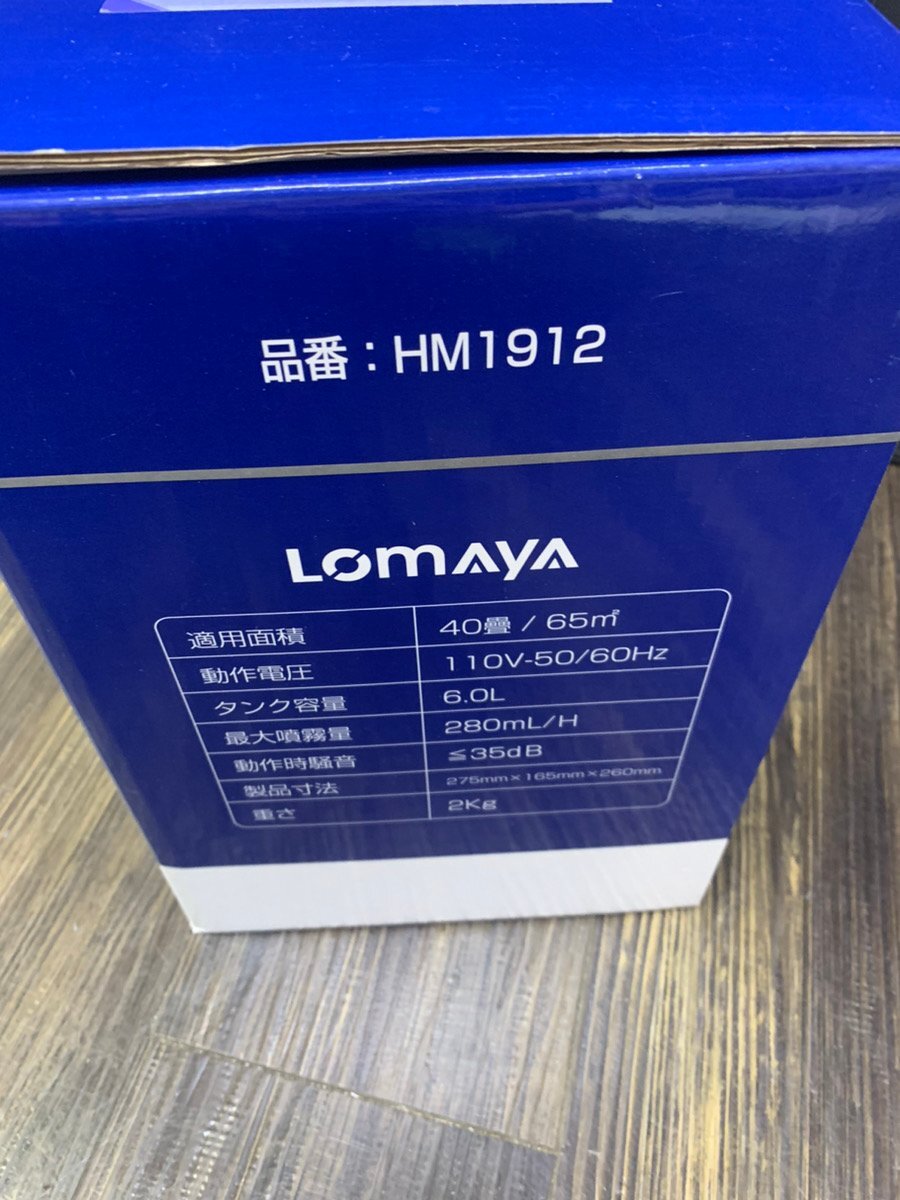 品番：HM1912
LOMAYA
適用面積 40疊 / 65㎡
動作電圧 110V-50/60Hz
タンク容量 6.0L
最大噴霧量 280mL/H
動作時騒音 ≦35dB
製品寸法 275mm×165mm×260mm
重さ 2Kg